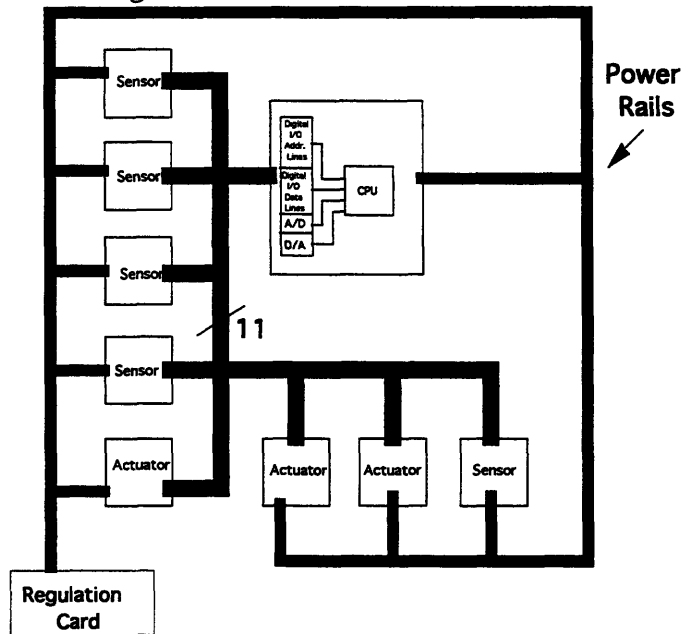 Sensor
Power
Rails
Digital
I/O
Addr.
Lines
Digital
I/O
Data
Lines
A/D
D/A
CPU
Sensor
Sensor
11
Sensor
Actuator
Actuator
Actuator
Sensor
Regulation
Card